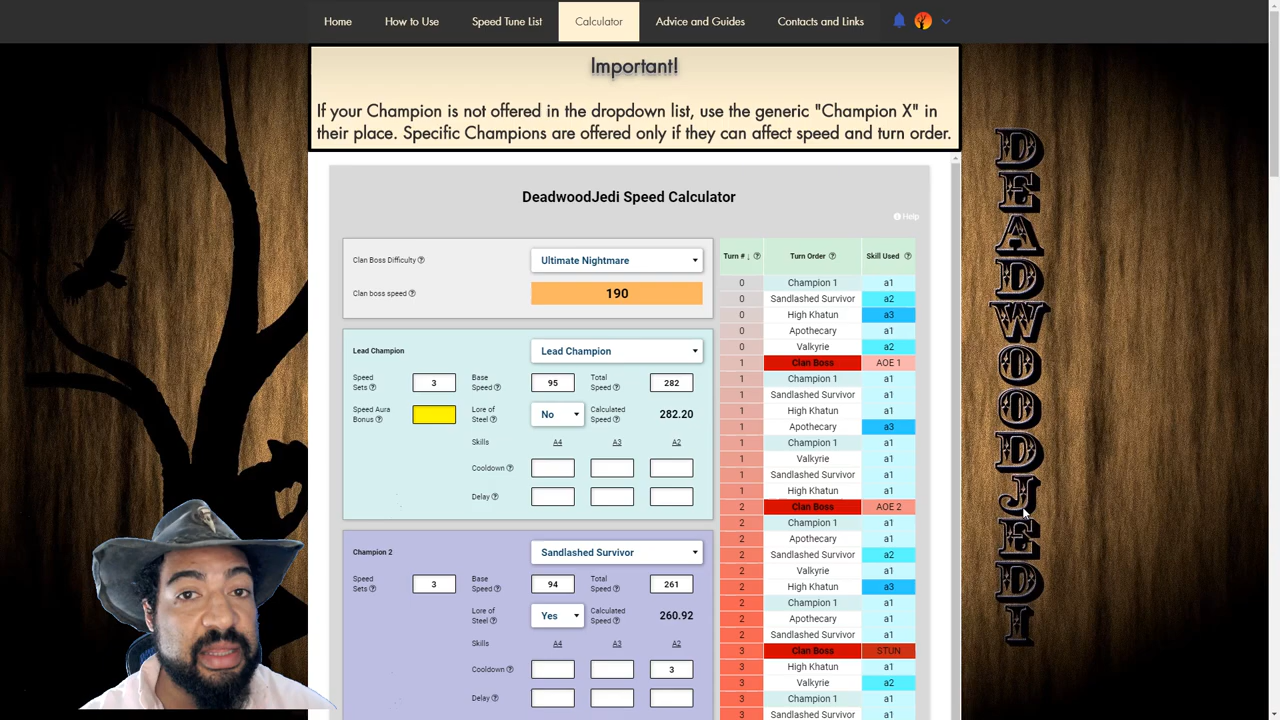 Home How to Use Speed Tune List Calculator Advice and Guides Contacts and Links
Important!
If your Champion is not offered in the dropdown list, use the generic "Champion X" in
their place. Specific Champions are offered only if they can affect speed and turn order.
DeadwoodJedi Speed Calculator
Help
Clan Boss Difficulty Ultimate Nightmare
Clan boss speed 190
Lead Champion Lead Champion
Speed Sets 3 Base Speed 95 Total Speed 282
Speed Aura Bonus Lore of Steel No Calculated Speed 282.20
Skills A4 A3 A2
Cooldown
Delay
Champion 2 Sandlashed Survivor
Speed Sets 3 Base Speed 94 Total Speed 261
Lore of Steel Yes Calculated Speed 260.92
Skills A4 A3 A2
Cooldown 3
Delay
Turn # ↓ Turn Order Skill Used
0 Champion 1 a1
0 Sandlashed Survivor a2
0 High Khatun a3
0 Apothecary a1
0 Valkyrie a2
1 Clan Boss AOE 1
1 Champion 1 a1
1 Sandlashed Survivor a1
1 High Khatun a1
1 Apothecary a3
1 Champion 1 a1
1 Valkyrie a1
1 Sandlashed Survivor a1
1 High Khatun a1
2 Clan Boss AOE 2
2 Champion 1 a1
2 Apothecary a1
2 Sandlashed Survivor a2
2 Valkyrie a1
2 High Khatun a3
2 Champion 1 a1
2 Apothecary a1
2 Sandlashed Survivor a1
3 Clan Boss STUN
3 High Khatun a1
3 Valkyrie a2
3 Champion 1 a1
3 Sandlashed Survivor a1
DEADWOODJEDI